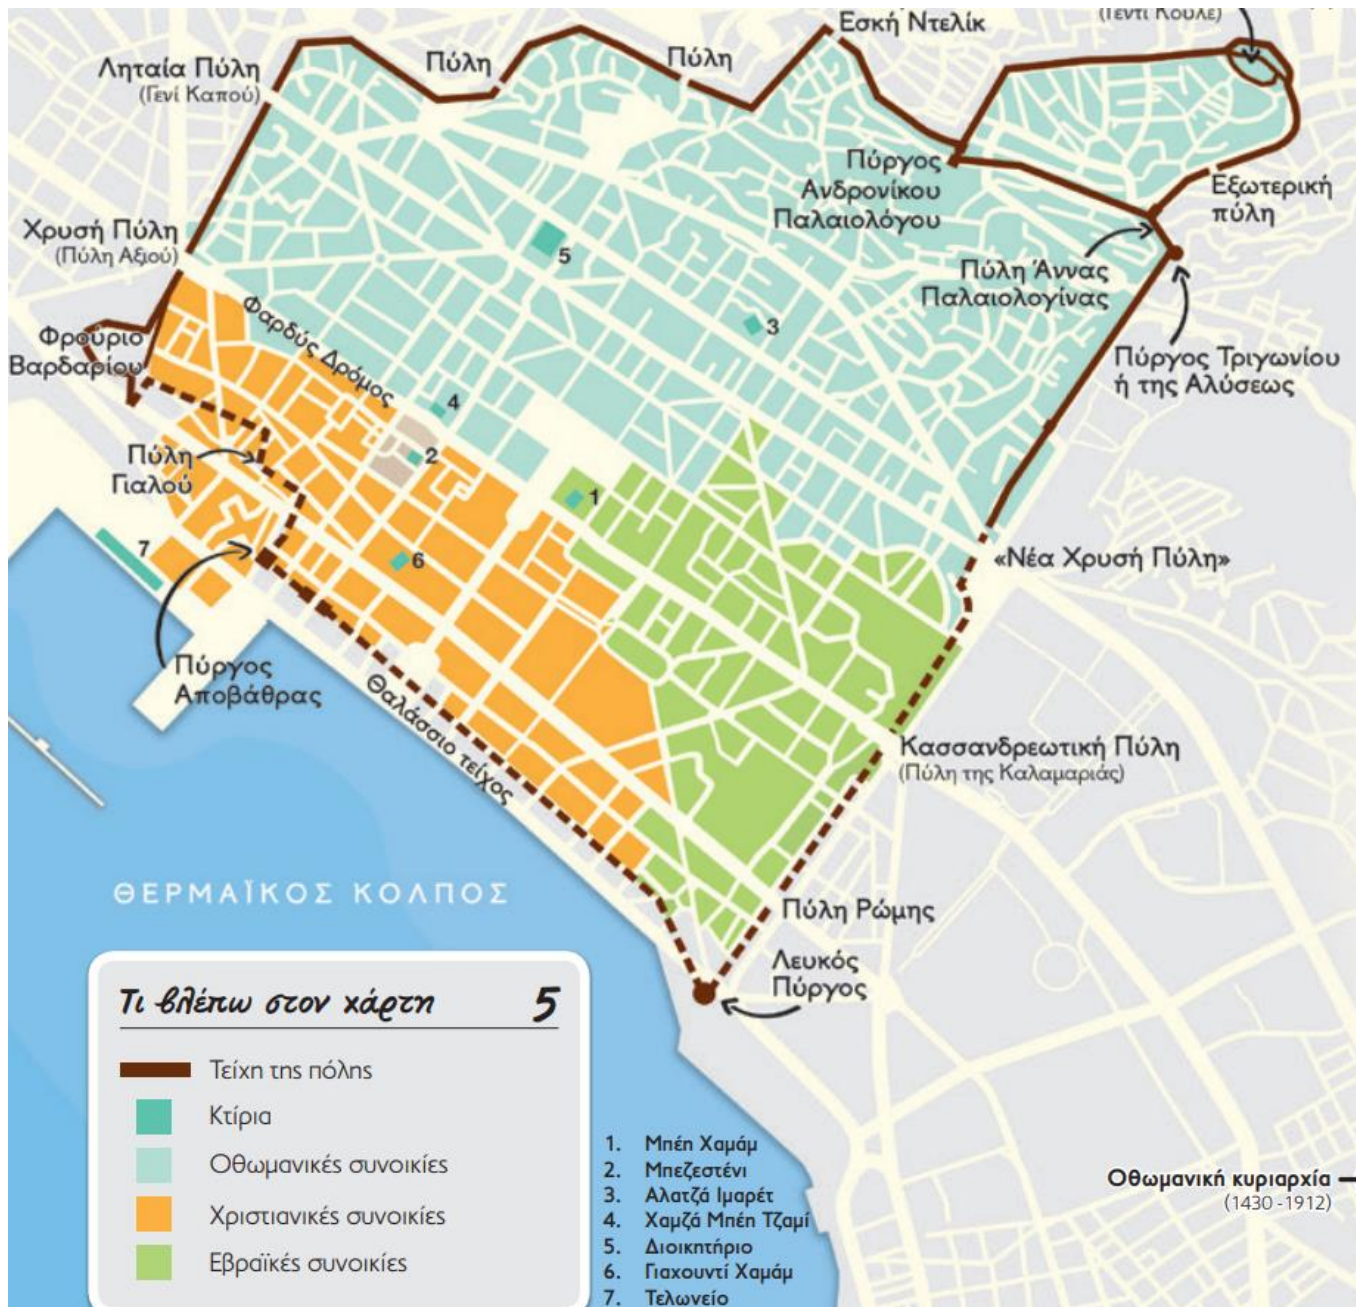 Εσκή Ντελίκ
(Γεντί Κουλέ)
Πύλη
Πύλη
Ληταία Πύλη
(Γενί Καπού)
Πύργος
Ανδρονίκου
Παλαιολόγου
Εξωτερική
πύλη
Χρυσή Πύλη
(Πύλη Αξιού)
5
Πύλη Άννας
Παλαιολογίνας
Φρούριο
Βαρδαρίου
Φαρδύς Δρόμος
3
Πύργος Τριγωνίου
ή της Αλύσεως
4
2
Πύλη
Γιαλού
1
7
6
«Νέα Χρυσή Πύλη»
Πύργος
Αποβάθρας
Θαλάσσιο τείχος
Κασσανδρεωτική Πύλη
(Πύλη της Καλαμαριάς)
ΘΕΡΜΑΪΚΟΣ ΚΟΛΠΟΣ
Πύλη Ρώμης
Λευκός
Πύργος
Τι βλέπω στον χάρτη 5
Τείχη της πόλης
Κτίρια
Οθωμανικές συνοικίες
Χριστιανικές συνοικίες
Εβραϊκές συνοικίες
1. Μπέη Χαμάμ
2. Μπεζεστένι
3. Αλατζά Ιμαρέτ
4. Χαμζά Μπέη Τζαμί
5. Διοικητήριο
6. Γιαχουντί Χαμάμ
7. Τελωνείο
Οθωμανική κυριαρχία
(1430 -1912)